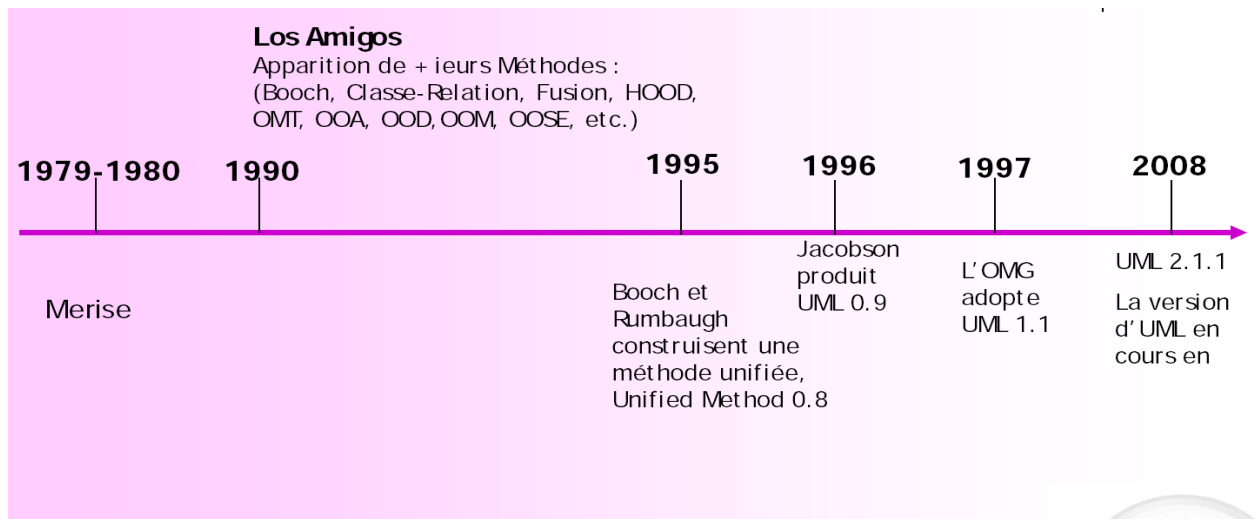 Los Amigos
Apparition de + ieurs Méthodes :
(Booch, Classe-Relation, Fusion, HOOD,
OMT, OOA, OOD, OOM, OOSE, etc.)
1979-1980
1990
1995
1996
1997
2008
Merise
Booch et
Rumbaugh
construisent une
méthode unifiée,
Unified Method 0.8
Jacobson
produit
UML 0.9
L'OMG
adopte
UML 1.1
UML 2.1.1
La version
d'UML en
cours en